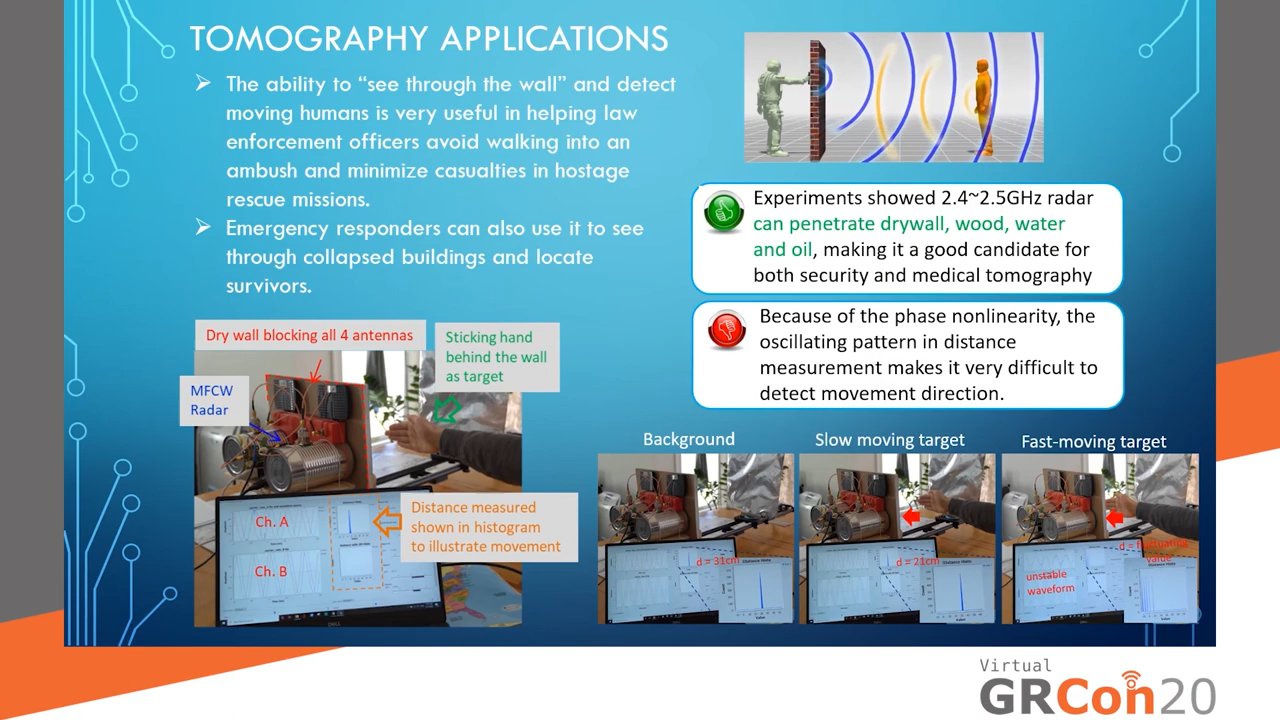 TOMOGRAPHY APPLICATIONS
The ability to “see through the wall” and detect
moving humans is very useful in helping law
enforcement officers avoid walking into an
ambush and minimize casualties in hostage
rescue missions.
Emergency responders can also use it to see
through collapsed buildings and locate
survivors.
Experiments showed 2.4~2.5GHz radar
can penetrate drywall, wood, water
and oil, making it a good candidate for
both security and medical tomography
Because of the phase nonlinearity, the
oscillating pattern in distance
measurement makes it very difficult to
detect movement direction.
Dry wall blocking all 4 antennas
Sticking hand
behind the wall
as target
MFCW
Radar
Ch. A
Ch. B
Distance measured
shown in histogram
to illustrate movement
DELL
Background
Slow moving target
Fast-moving target
d = 31cm
d = 21cm
d = fluctuating
value
unstable
waveform
Virtual
GRCon20